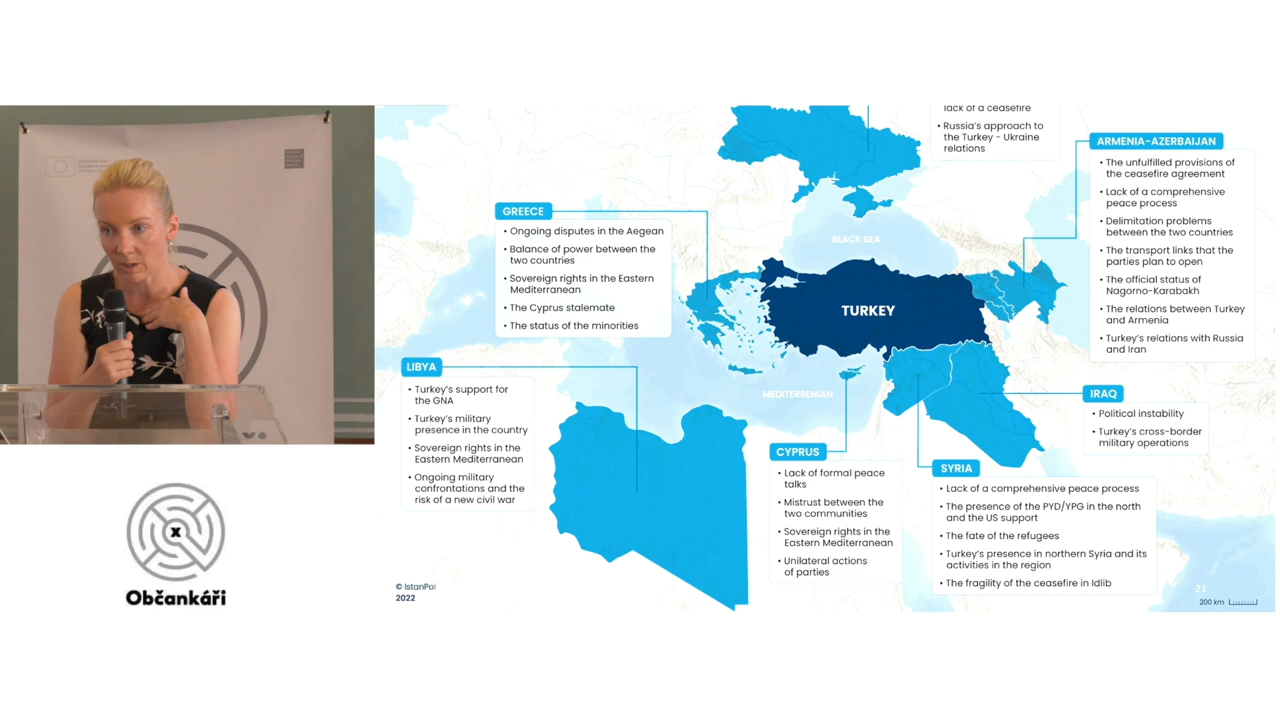 x
Občankáři
lack of a ceasefire
• Russia's approach to
the Turkey - Ukraine
relations
ARMENIA-AZERBAIJAN
• The unfulfilled provisions of
the ceasefire agreement
• Lack of a comprehensive
peace process
• Delimitation problems
between the two countries
• The transport links that the
parties plan to open
• The official status of
Nagorno-Karabakh
• The relations between Turkey
and Armenia
• Turkey's relations with Russia
and Iran
GREECE
• Ongoing disputes in the Aegean
• Balance of power between the
two countries
• Sovereign rights in the Eastern
Mediterranean
• The Cyprus stalemate
• The status of the minorities
BLACK SEA
TURKEY
MEDITERRENIAN
LIBYA
• Turkey's support for
the GNA
• Turkey's military
presence in the country
• Sovereign rights in the
Eastern Mediterranean
• Ongoing military
confrontations and the
risk of a new civil war
CYPRUS
• Lack of formal peace
talks
• Mistrust between the
two communities
• Sovereign rights in the
Eastern Mediterranean
• Unilateral actions
of parties
SYRIA
• Lack of a comprehensive peace process
• The presence of the PYD/YPG in the north
and the US support
• The fate of the refugees
• Turkey's presence in northern Syria and its
activities in the region
• The fragility of the ceasefire in Idlib
IRAQ
• Political instability
• Turkey's cross-border
military operations
© IstanPol
2022
21
200 km